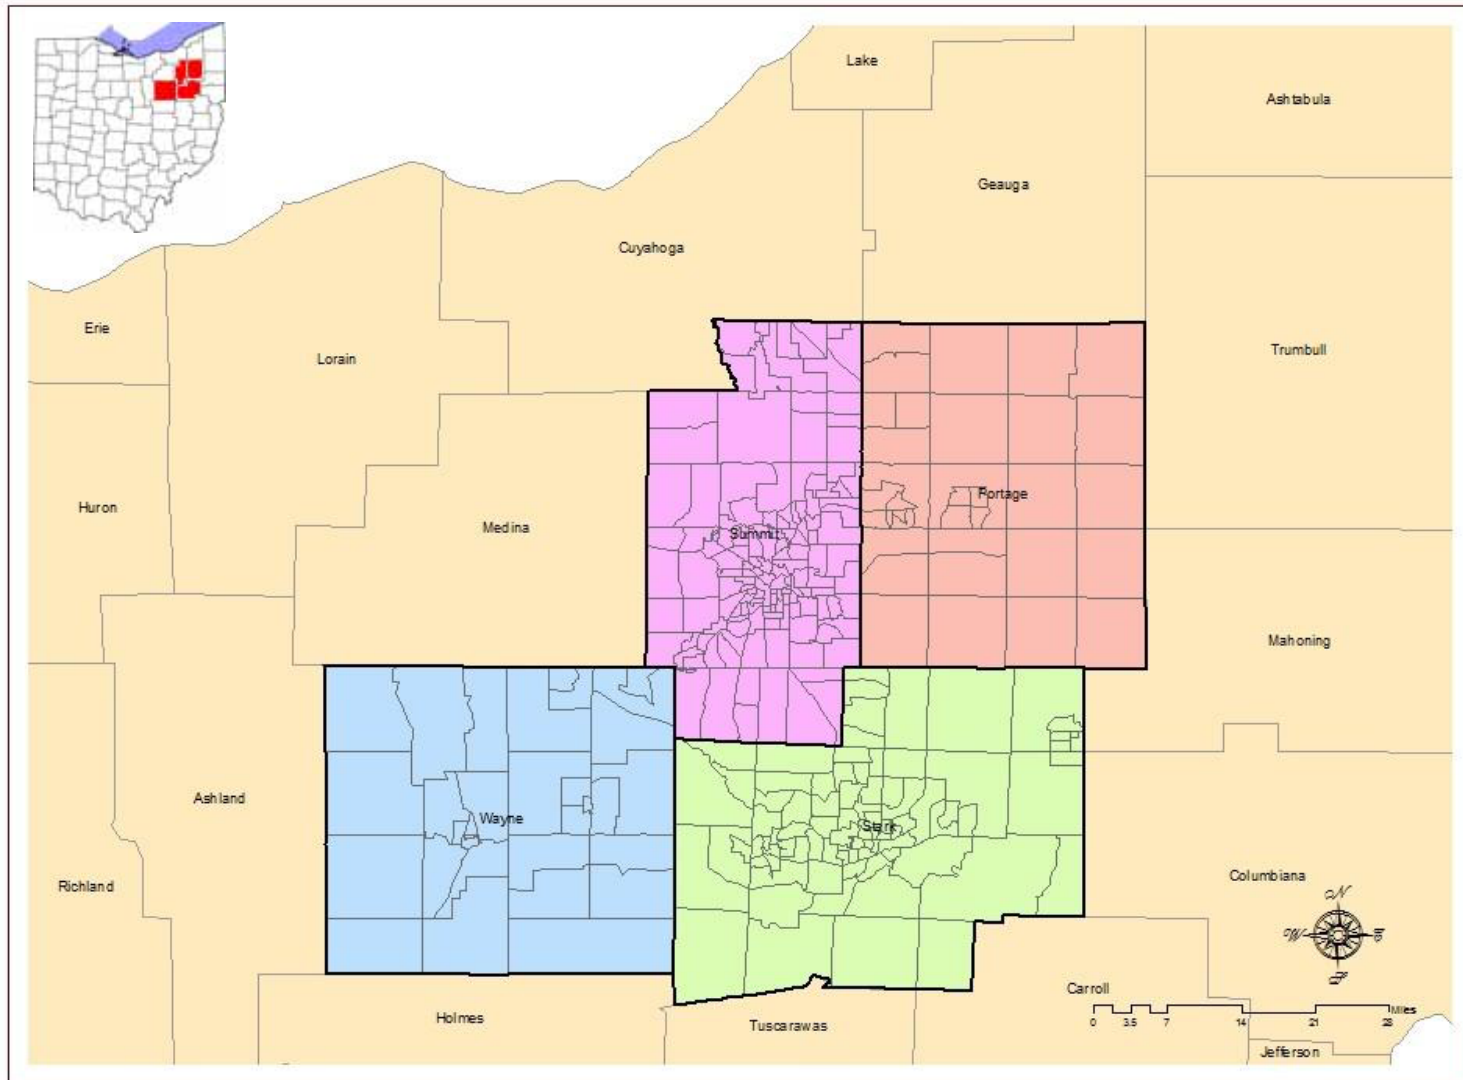 Lake
Ashtabula
Geauga
Cuyahoga
Erie
Lorain
Trumbull
Portage
Huron
Medina
Summit
Mahoning
Ashland
Wayne
Stark
Richland
Columbiana
N
W E
S
Carroll
Holmes
Tuscarawas
Miles
0 3.5 7 14 21 28
Jefferson